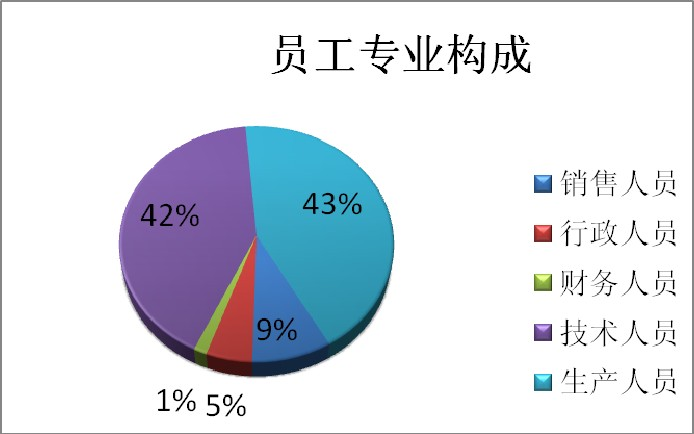 员工专业构成
42%
43%
9%
1%
5%
销售人员
行政人员
财务人员
技术人员
生产人员